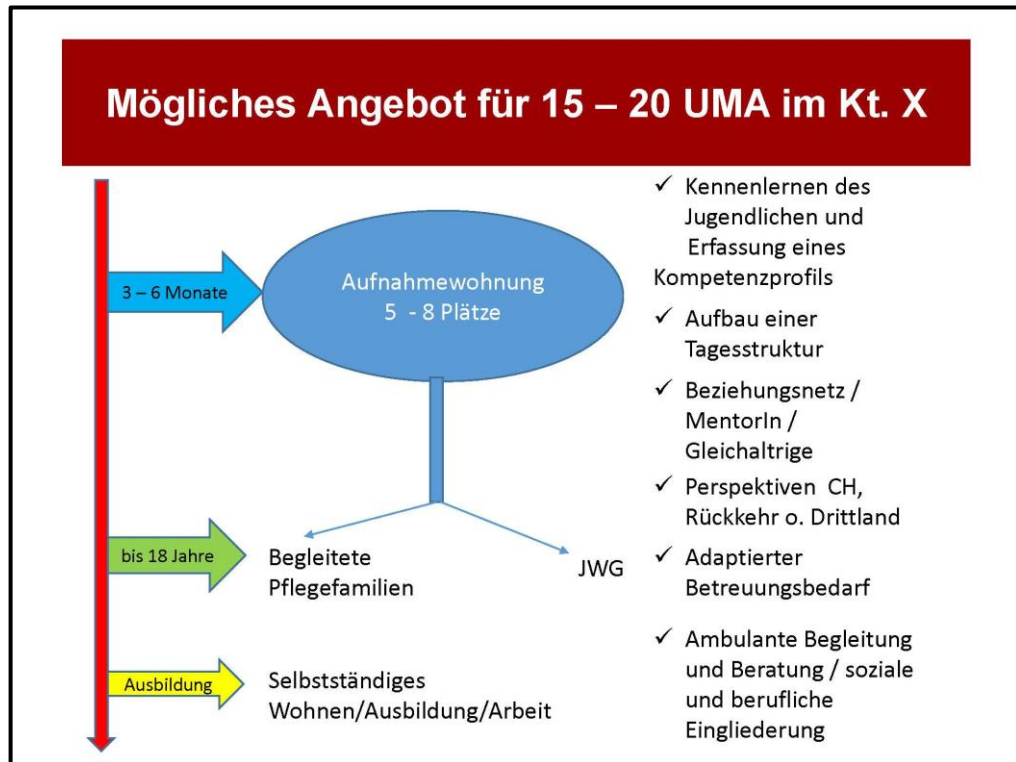 Mögliches Angebot für 15 – 20 UMA im Kt. X
3 – 6 Monate
Aufnahmewohnung
5 - 8 Plätze
bis 18 Jahre
Begleitete
Pflegefamilien
JWG
Ausbildung
Selbstständiges
Wohnen/Ausbildung/Arbeit
✓ Kennenlernen des
Jugendlichen und
Erfassung eines
Kompetenzprofils
✓ Aufbau einer
Tagesstruktur
✓ Beziehungsnetz /
MentorIn /
Gleichaltrige
✓ Perspektiven CH,
Rückkehr o. Drittland
✓ Adaptierter
Betreuungsbedarf
✓ Ambulante Begleitung
und Beratung / soziale
und berufliche
Eingliederung